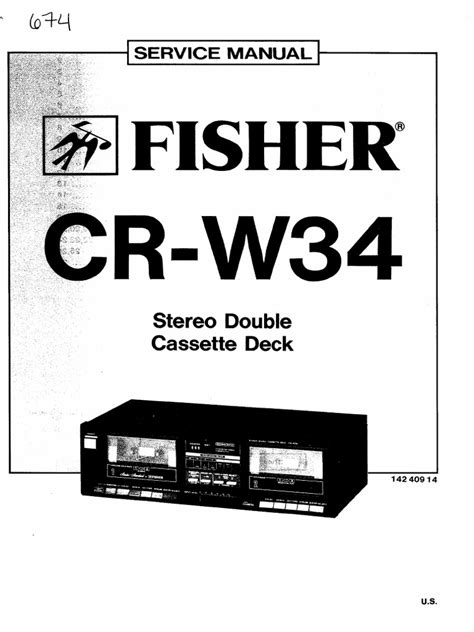 674
SERVICE MANUAL
FISHER®
CR-W34
Stereo Double
Cassette Deck
142 409 14
U.S.